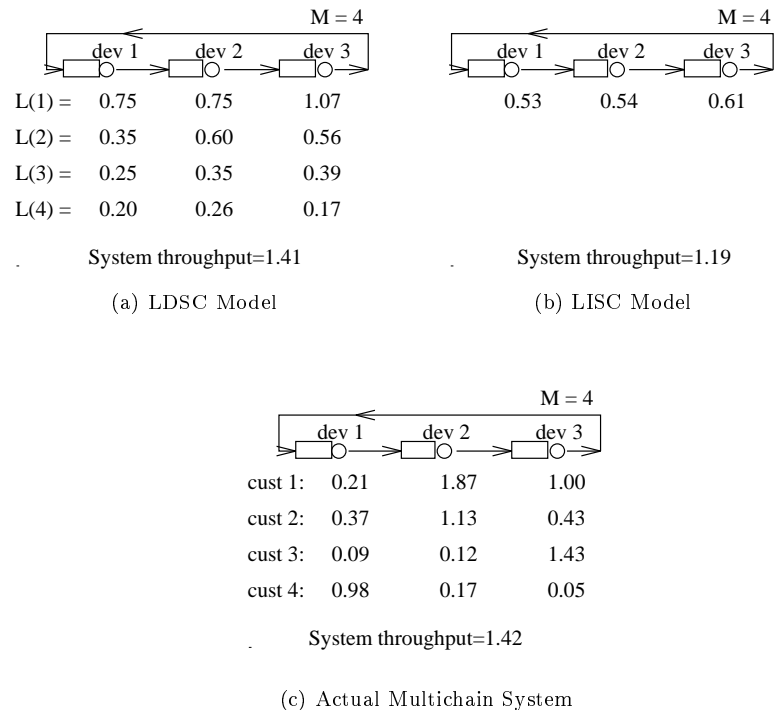 M = 4
dev 1 dev 2 dev 3
L(1) = 0.75 0.75 1.07
L(2) = 0.35 0.60 0.56
L(3) = 0.25 0.35 0.39
L(4) = 0.20 0.26 0.17
System throughput=1.41
(a) LDSC Model
M = 4
dev 1 dev 2 dev 3
0.53 0.54 0.61
System throughput=1.19
(b) LISC Model
M = 4
dev 1 dev 2 dev 3
cust 1: 0.21 1.87 1.00
cust 2: 0.37 1.13 0.43
cust 3: 0.09 0.12 1.43
cust 4: 0.98 0.17 0.05
System throughput=1.42
(c) Actual Multichain System